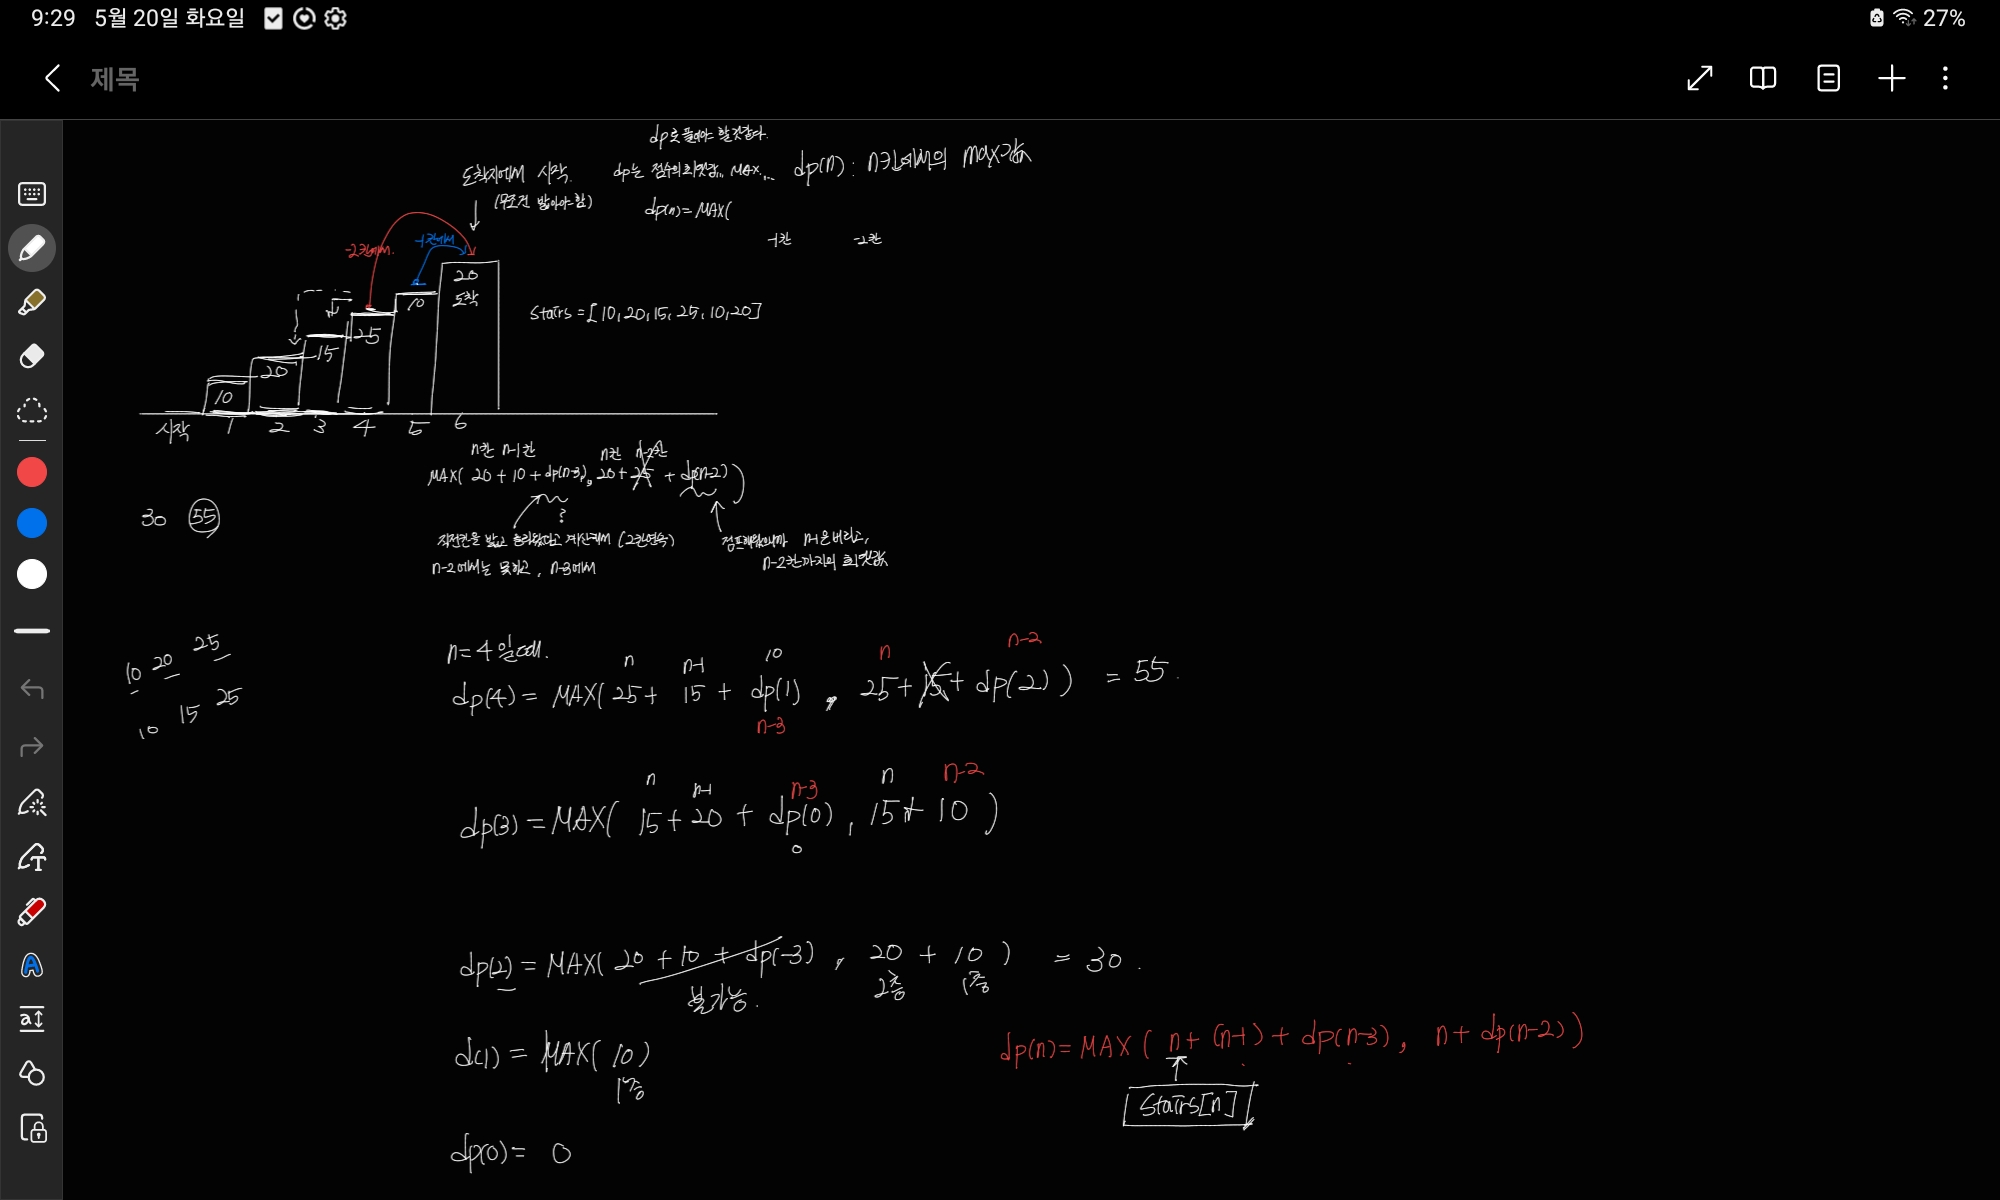 9:29 5월 20일 화요일 27%
제목
dp로 풀어야 할것같다.
도착지에서 시작.
(무조건 밟아야함)
dp는 점수의 최댓값,, MAX...
dp(n) : n칸에서의 max값
dp(n) = MAX(
-1칸 -2칸
-2칸에서.
-1칸에서
20
도착
10
25
15
20
10
stairs = [10, 20, 15, 25, 10, 20]
시작 1 2 3 4 5 6
n칸 n-1칸 n칸 n-2칸
MAX( 20 + 10 + dp(n-3), 20 + 25 + dp(n-2) )
?
30 55
직전칸을 밟고 올라왔다고 계산해서 (2칸연속)
n-2에서는 못하고, n-3에서
점프해왔으니까 n-1은 버리고,
n-2칸까지의 최댓값
10 20 25
10 15 25
n=4일때.
n n-1 10 n n-2
dp(4) = MAX( 25 + 15 + dp(1) , 25 + 15 + dp(2) ) = 55.
n-3
n n-1 n-3 n n-2
dp(3) = MAX( 15 + 20 + dp(0) , 15 + 10 )
0
dp(2) = MAX( 20 + 10 + dp(-3) , 20 + 10 ) = 30.
불가능. 2층 1층
d(1) = MAX( 10 )
1층
dp(n) = MAX( n + (n-1) + dp(n-3), n + dp(n-2) )
stairs[n]
dp(0) = 0